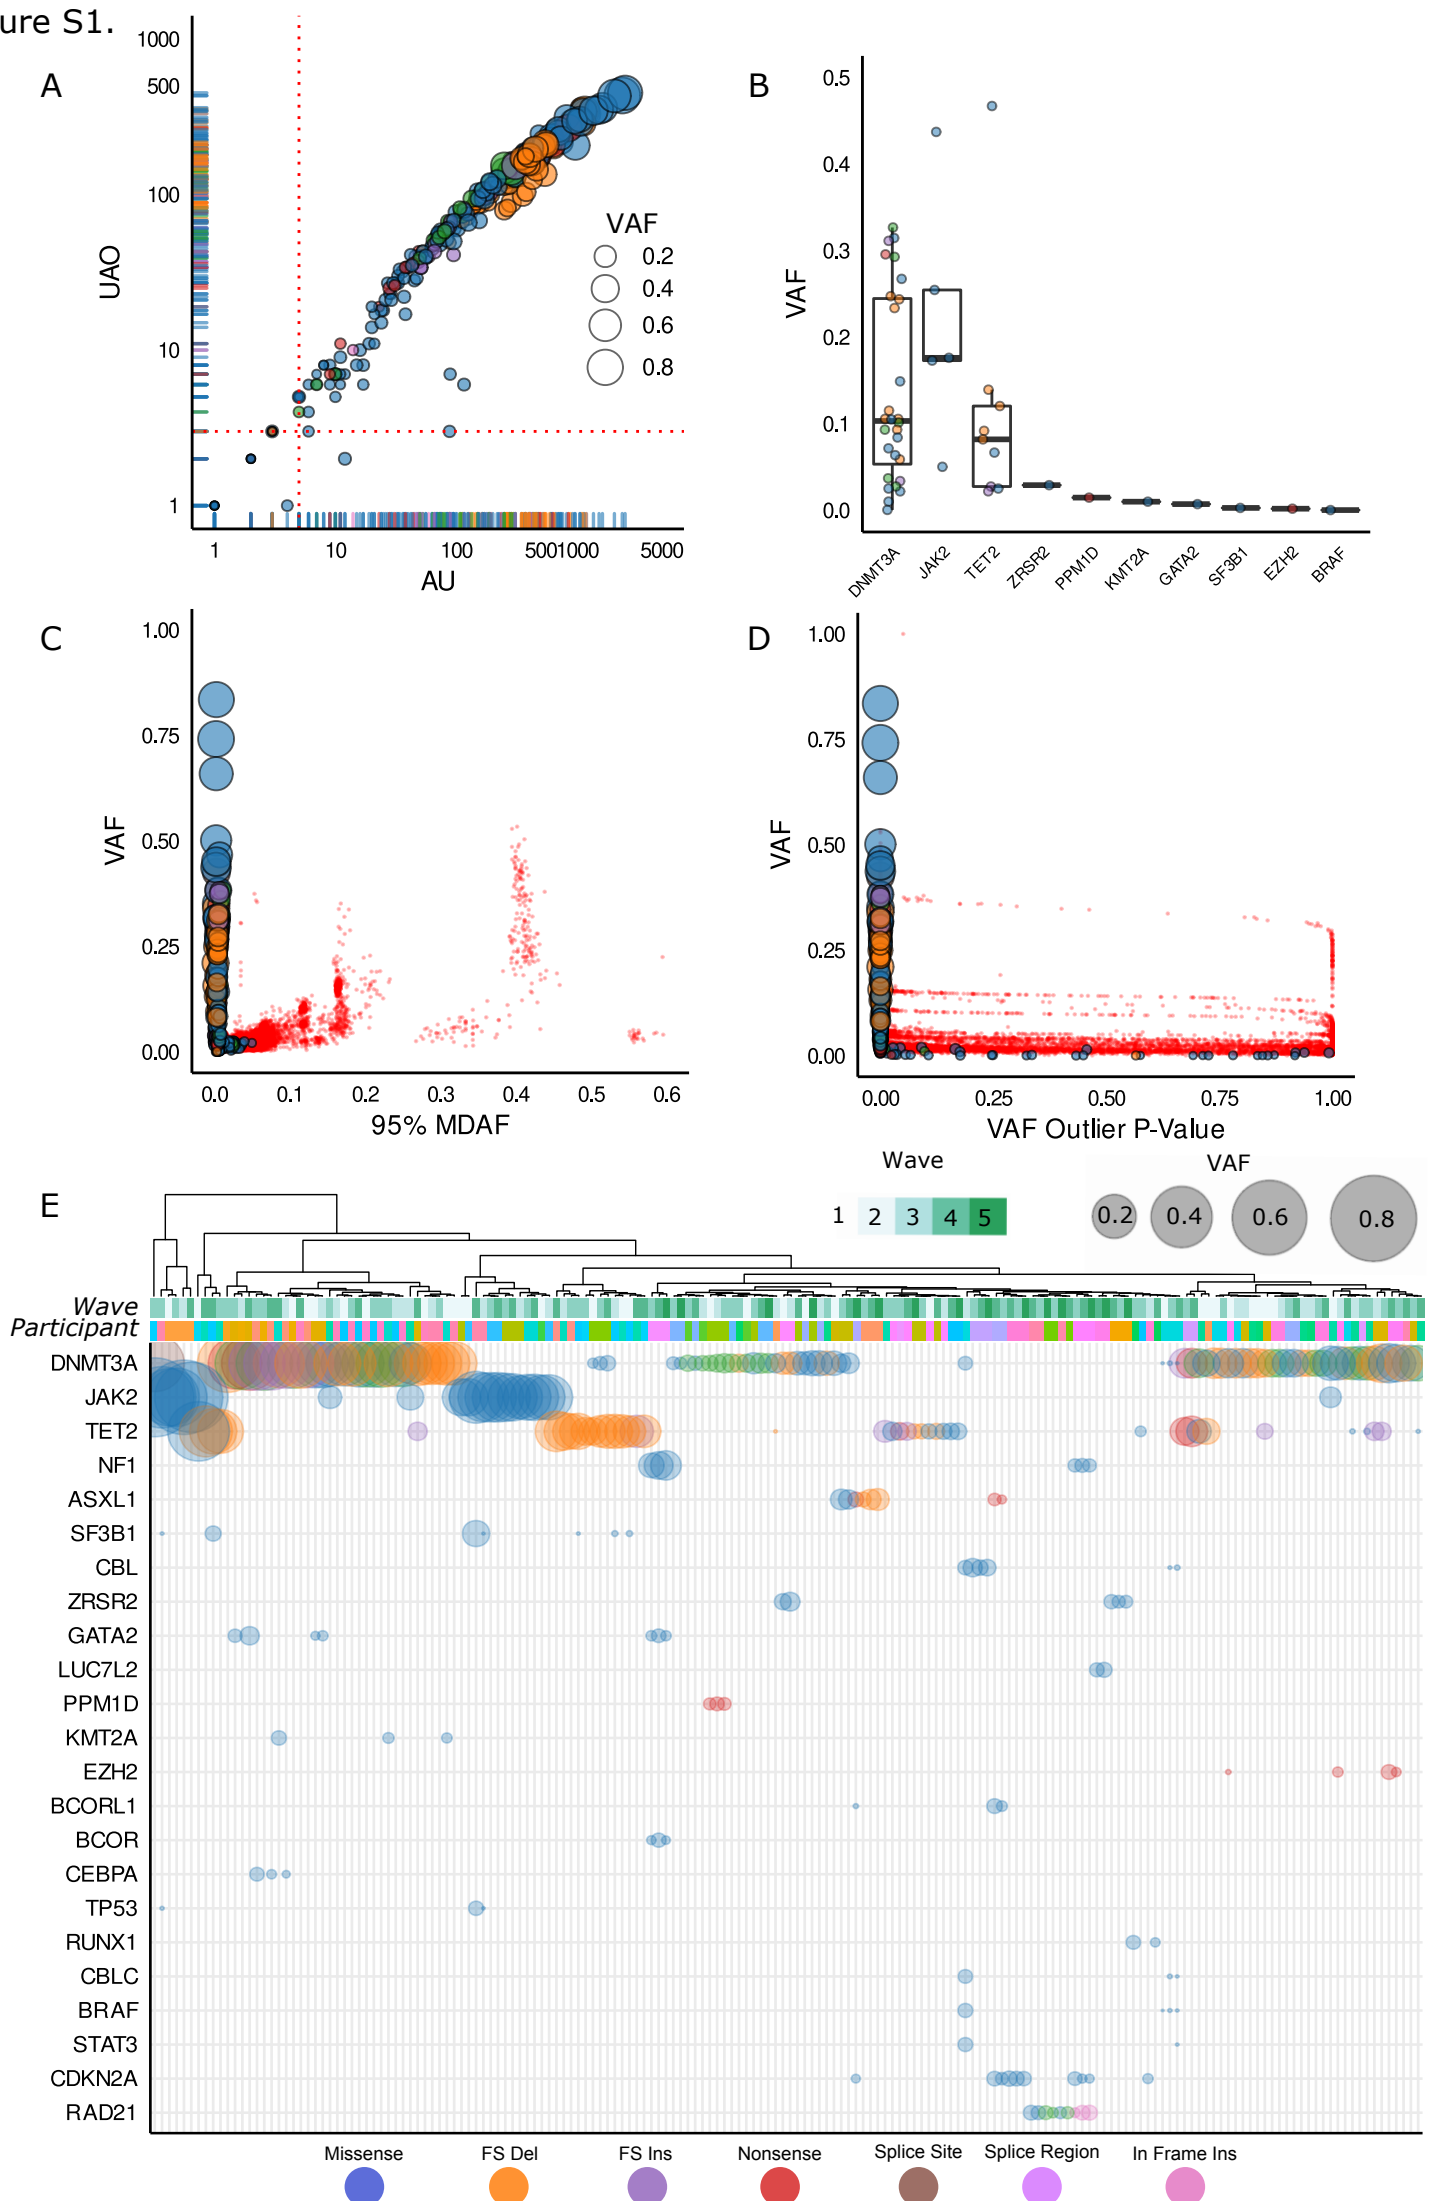 ure S1.
A
1000
500
100
10
1
UAO
VAF
0.2
0.4
0.6
0.8
1 10 100 500 1000 5000
AU
B
0.5
0.4
0.3
0.2
0.1
0.0
VAF
DNMT3A JAK2 TET2 ZRSR2 PPM1D KMT2A GATA2 SF3B1 EZH2 BRAF
C
1.00
0.75
0.50
0.25
0.00
VAF
0.0 0.1 0.2 0.3 0.4 0.5 0.6
95% MDAF
D
1.00
0.75
0.50
0.25
0.00
VAF
0.00 0.25 0.50 0.75 1.00
VAF Outlier P-Value
E
Wave
1 2 3 4 5
VAF
0.2 0.4 0.6 0.8
Wave
Participant
DNMT3A
JAK2
TET2
NF1
ASXL1
SF3B1
CBL
ZRSR2
GATA2
LUC7L2
PPM1D
KMT2A
EZH2
BCORL1
BCOR
CEBPA
TP53
RUNX1
CBLC
BRAF
STAT3
CDKN2A
RAD21
Missense FS Del FS Ins Nonsense Splice Site Splice Region In Frame Ins